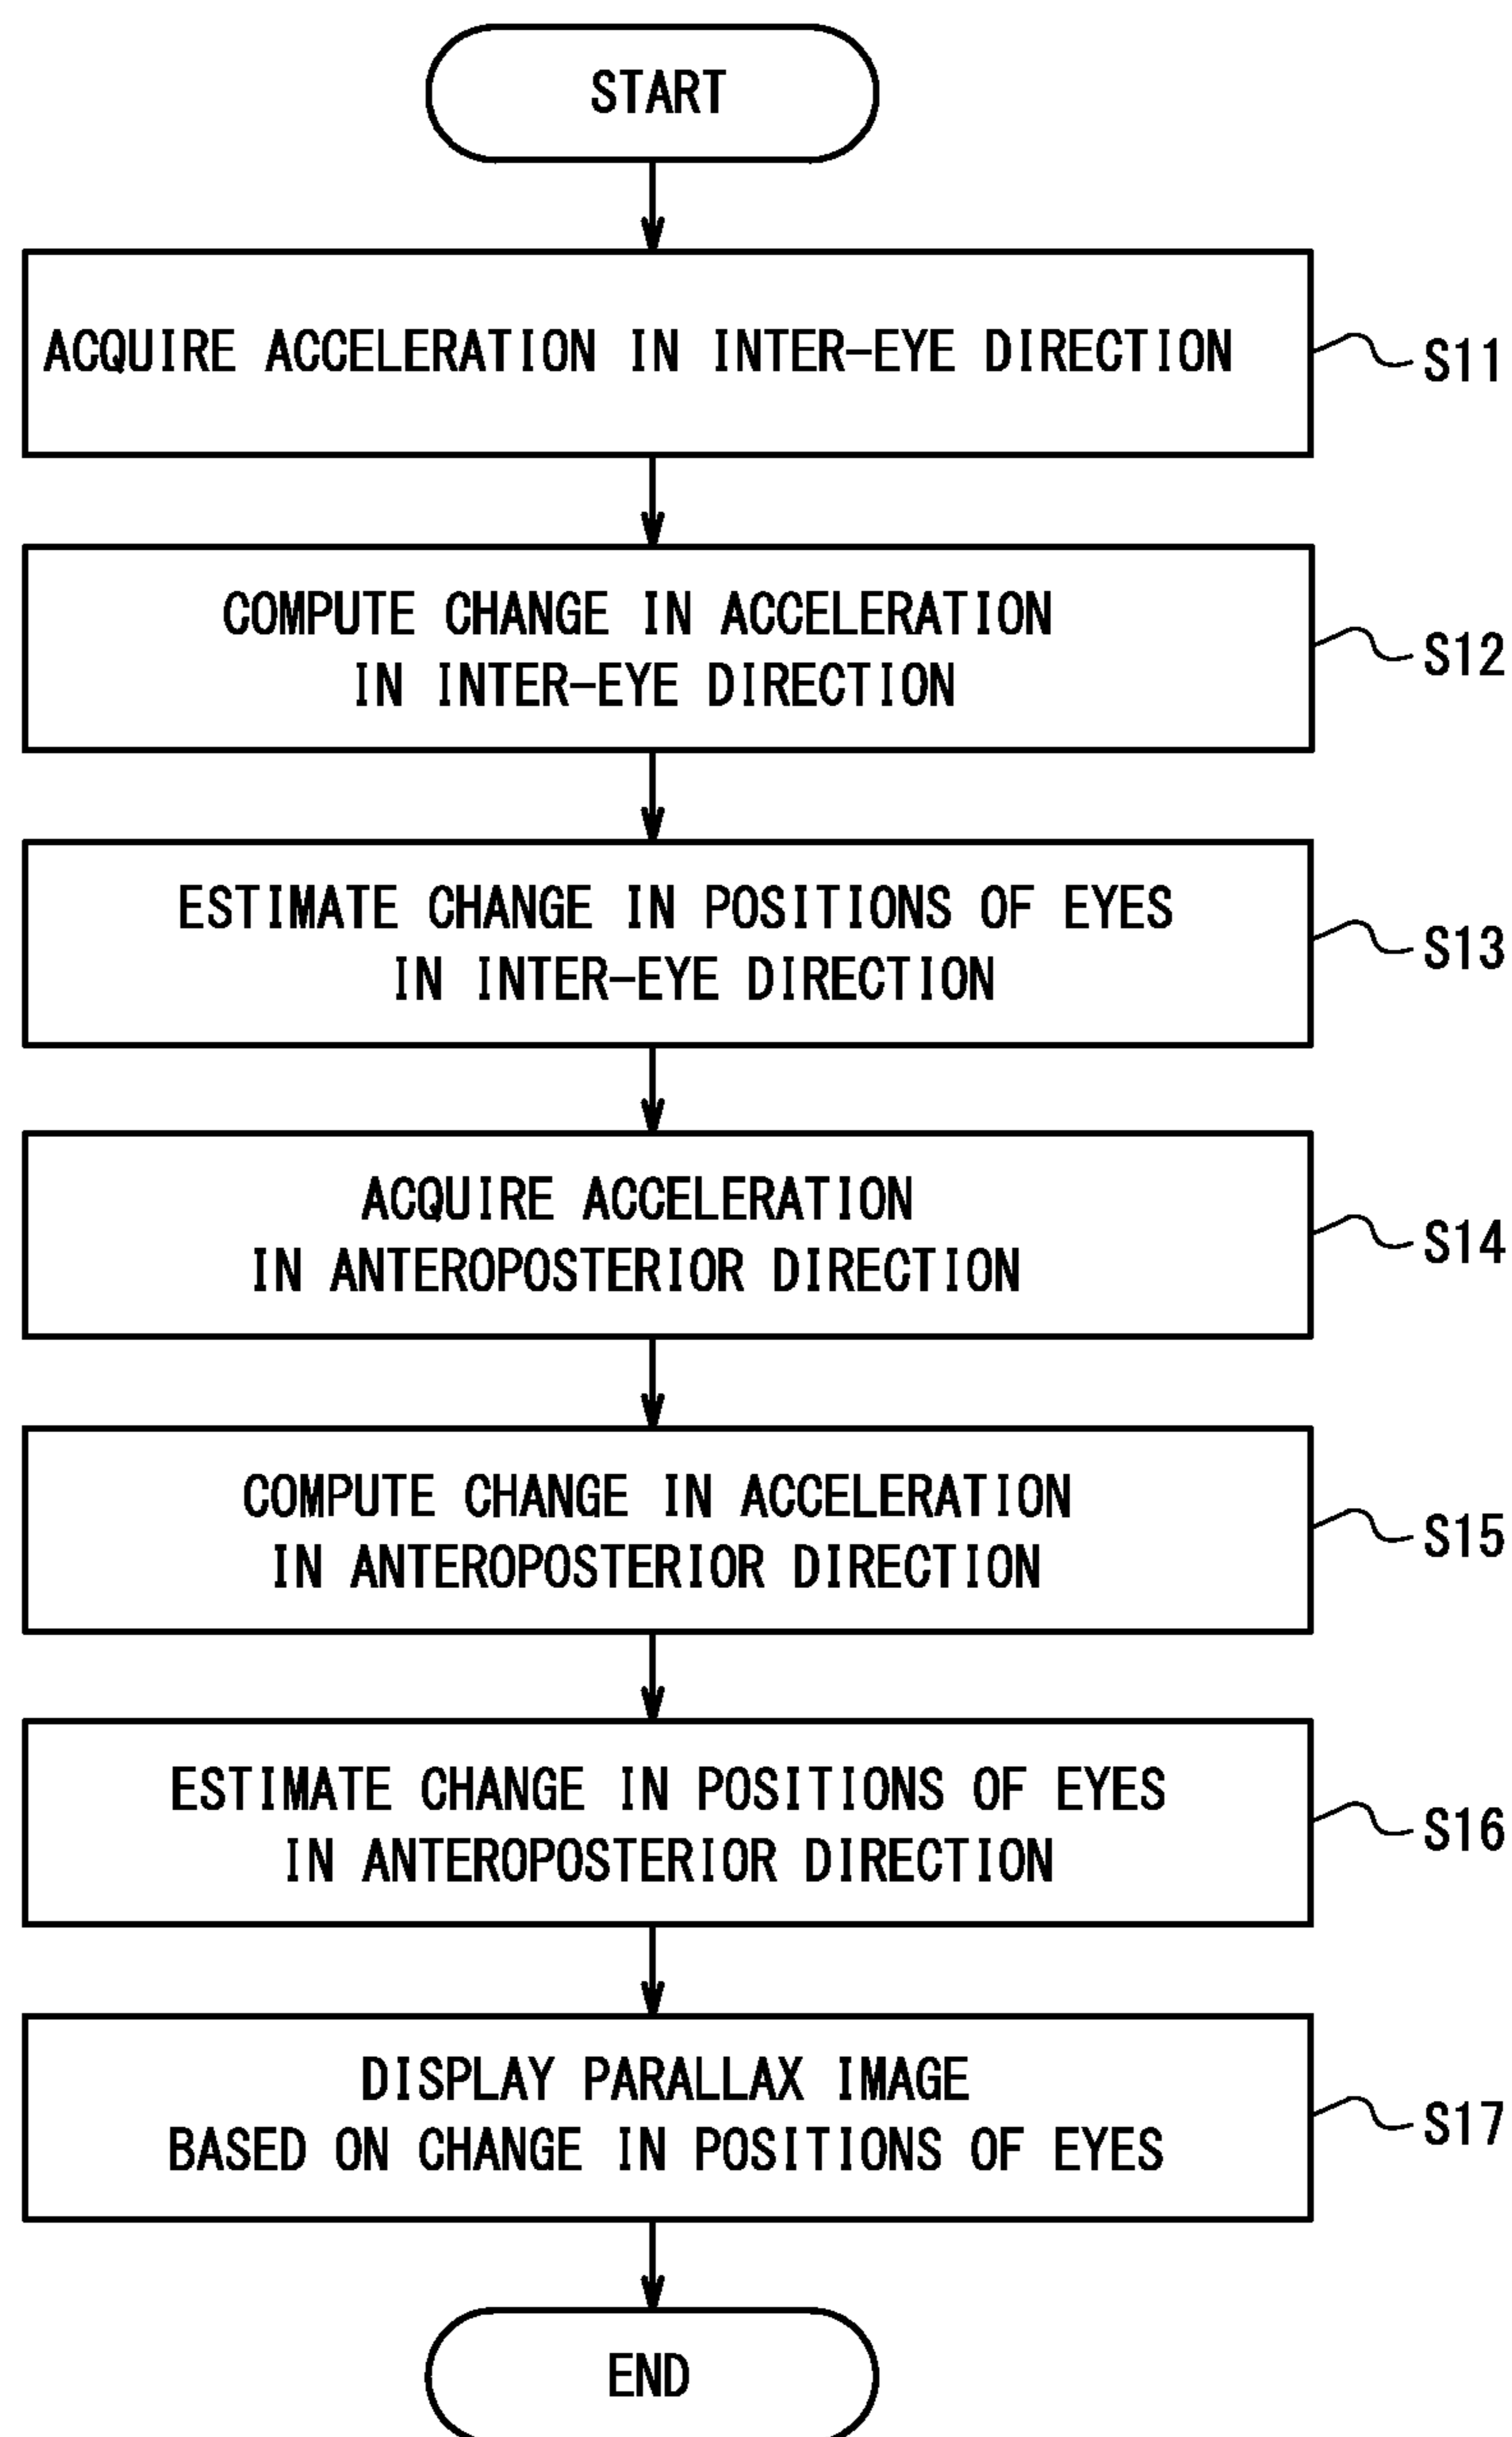 START
ACQUIRE ACCELERATION IN INTER-EYE DIRECTION
S11
COMPUTE CHANGE IN ACCELERATION
IN INTER-EYE DIRECTION
S12
ESTIMATE CHANGE IN POSITIONS OF EYES
IN INTER-EYE DIRECTION
S13
ACQUIRE ACCELERATION
IN ANTEROPOSTERIOR DIRECTION
S14
COMPUTE CHANGE IN ACCELERATION
IN ANTEROPOSTERIOR DIRECTION
S15
ESTIMATE CHANGE IN POSITIONS OF EYES
IN ANTEROPOSTERIOR DIRECTION
S16
DISPLAY PARALLAX IMAGE
BASED ON CHANGE IN POSITIONS OF EYES
S17
END